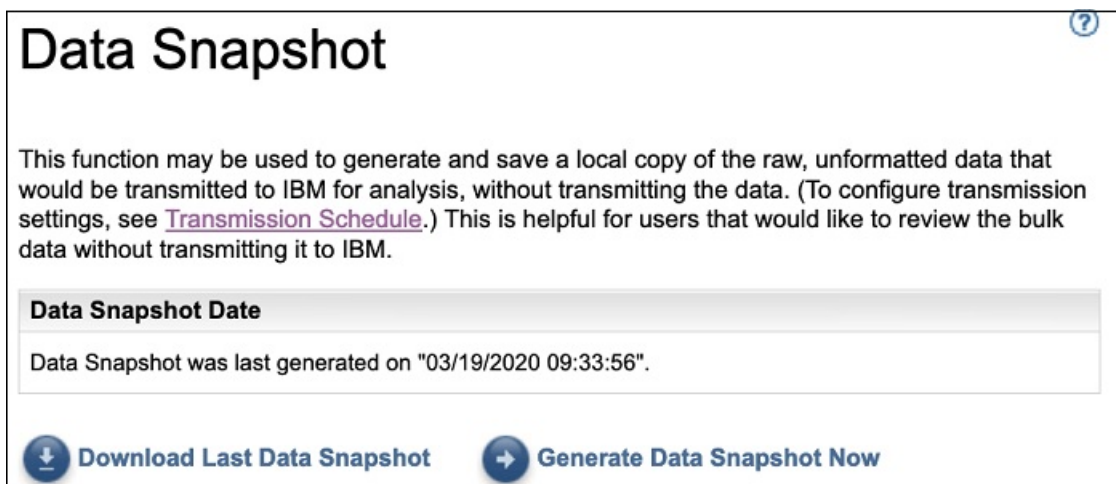 Data Snapshot
?
This function may be used to generate and save a local copy of the raw, unformatted data that
would be transmitted to IBM for analysis, without transmitting the data. (To configure transmission
settings, see Transmission Schedule.) This is helpful for users that would like to review the bulk
data without transmitting it to IBM.
Data Snapshot Date
Data Snapshot was last generated on "03/19/2020 09:33:56".
Download Last Data Snapshot Generate Data Snapshot Now